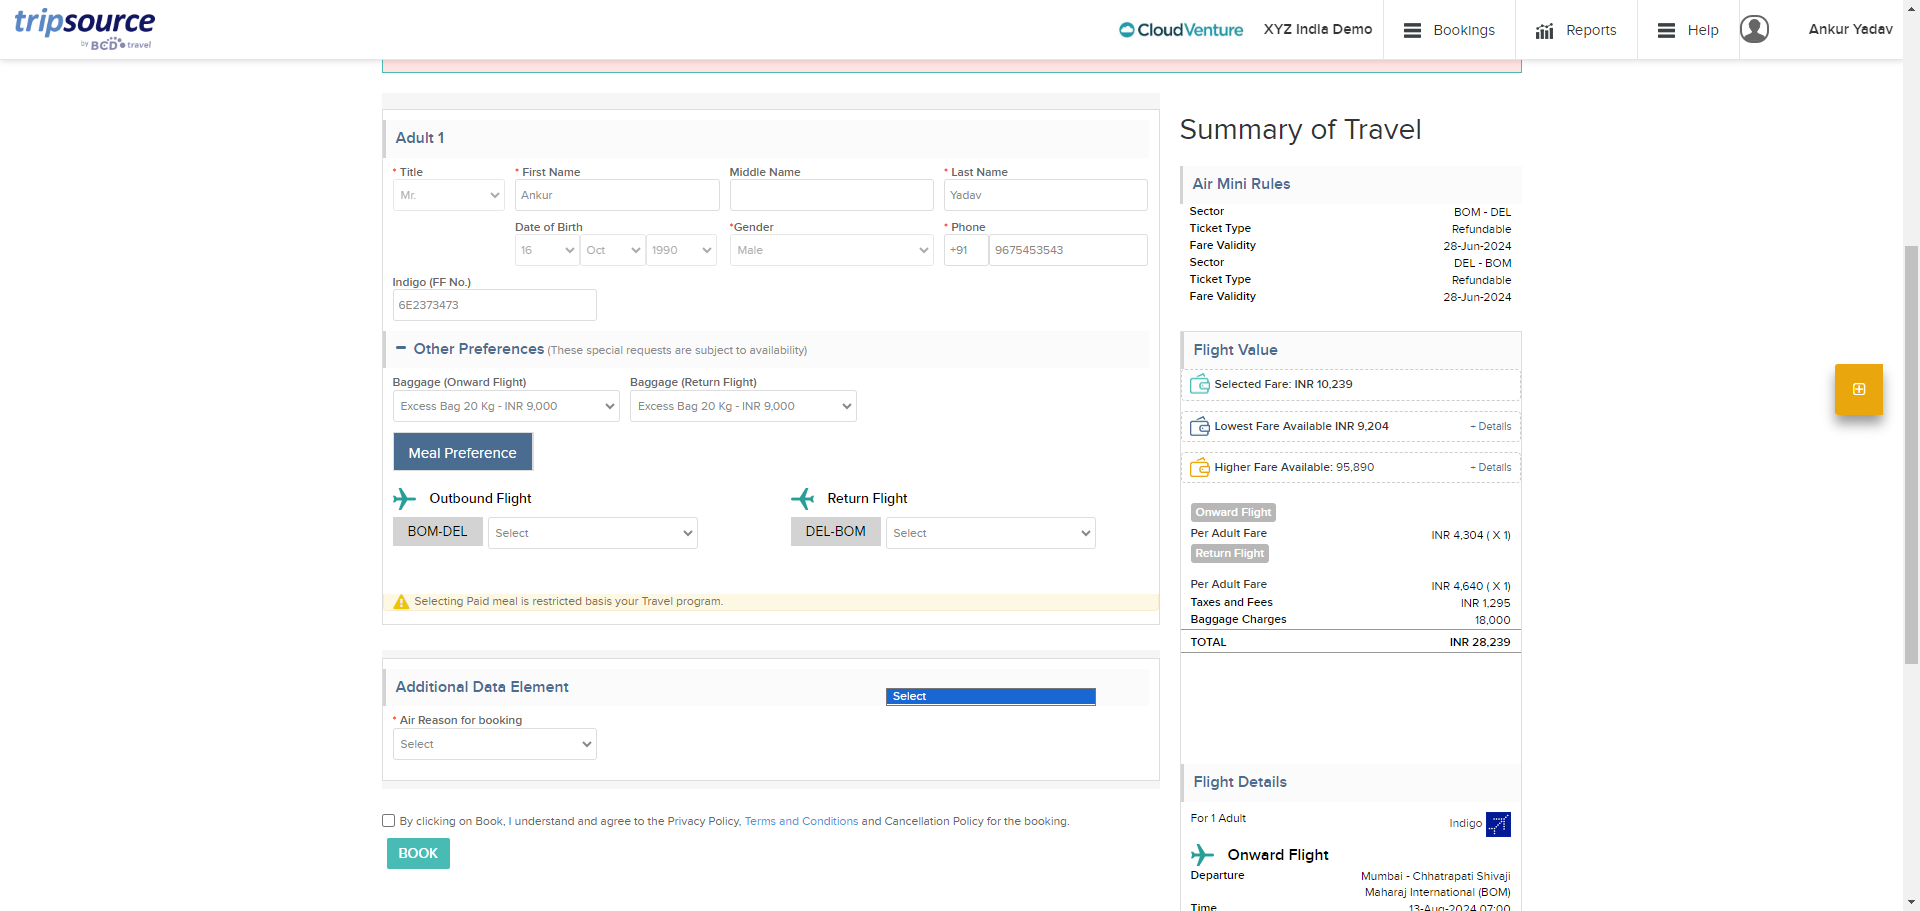 tripsource
by BCD travel
CloudVenture
XYZ India Demo
Bookings
Reports
Help
Ankur Yadav
Adult 1
* Title
* First Name
Middle Name
* Last Name
Mr.
Ankur
Yadav
Date of Birth
*Gender
* Phone
16
Oct
1990
Male
+91
9675453543
Indigo (FF No.)
6E2373473
Other Preferences (These special requests are subject to availability)
Baggage (Onward Flight)
Baggage (Return Flight)
Excess Bag 20 Kg - INR 9,000
Excess Bag 20 Kg - INR 9,000
Meal Preference
Outbound Flight
Return Flight
BOM-DEL
Select
DEL-BOM
Select
Selecting Paid meal is restricted basis your Travel program.
Additional Data Element
Select
* Air Reason for booking
Select
By clicking on Book, I understand and agree to the Privacy Policy, Terms and Conditions and Cancellation Policy for the booking.
BOOK
Summary of Travel
Air Mini Rules
Sector BOM - DEL
Ticket Type Refundable
Fare Validity 28-Jun-2024
Sector DEL - BOM
Ticket Type Refundable
Fare Validity 28-Jun-2024
Flight Value
Selected Fare: INR 10,239
Lowest Fare Available INR 9,204 + Details
Higher Fare Available: 95,890 + Details
Onward Flight
Per Adult Fare INR 4,304 ( X 1)
Return Flight
Per Adult Fare INR 4,640 ( X 1)
Taxes and Fees INR 1,295
Baggage Charges 18,000
TOTAL INR 28,239
Flight Details
For 1 Adult Indigo
Onward Flight
Departure Mumbai - Chhatrapati Shivaji
Maharaj International (BOM)
Time 13-Aug-2024 07:00